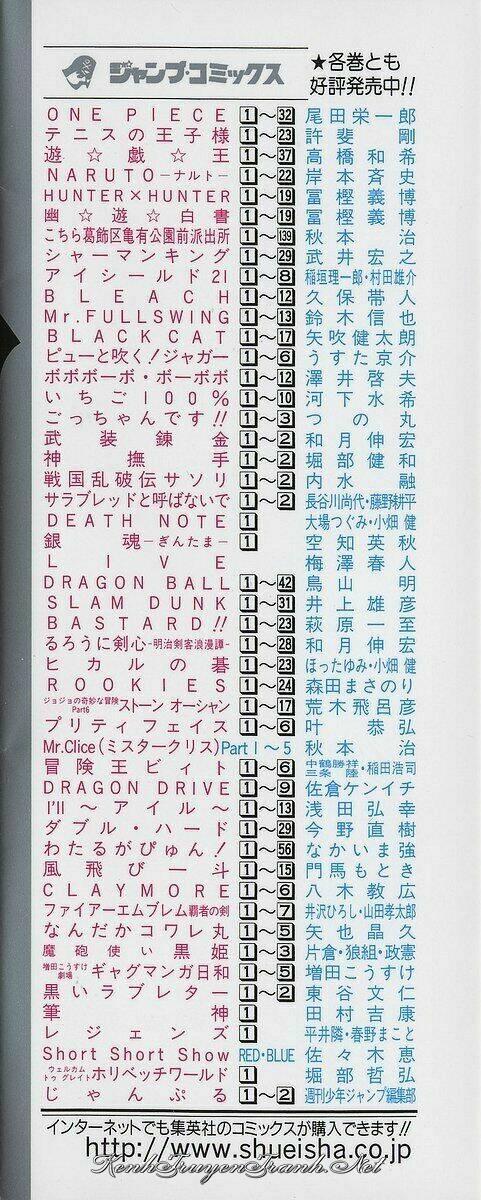 ジャンプ・コミックス
★各巻とも
好評発売中!!
ONE PIECE 1～32 尾田栄一郎
テニスの王子様 1～23 許斐剛
遊☆戯☆王 1～37 高橋和希
NARUTO―ナルト― 1～22 岸本斉史
HUNTER×HUNTER 1～19 冨樫義博
幽☆遊☆白書 1～19 冨樫義博
こちら葛飾区亀有公園前派出所 1～139 秋本治
シャーマンキング 1～29 武井宏之
アイシールド21 1～8 稲垣理一郎・村田雄介
BLEACH 1～12 久保帯人
Mr.FULLSWING 1～13 鈴木信也
BLACK CAT 1～17 矢吹健太朗
ピューと吹く!ジャガー 1～6 うすた京介
ボボボーボ・ボーボボ 1～12 澤井啓夫
いちご100% 1～10 河下水希
ごっちゃんです!! 1～3 つの丸
武装錬金 1～2 和月伸宏
神撫手 1～2 堀部健和
戦国乱破伝サソリ 1～2 内水融
サラブレッドと呼ばないで 1～2 長谷川尚代・藤野耕平
DEATH NOTE 1 大場つぐみ・小畑健
銀魂―ぎんたま― 1 空知英秋
LIVE 梅澤春人
DRAGON BALL 1～42 鳥山明
SLAM DUNK 1～31 井上雄彦
BASTARD!! 1～23 萩原一至
るろうに剣心-明治剣客浪漫譚- 1～28 和月伸宏
ヒカルの碁 1～23 ほったゆみ・小畑健
ROOKIES 1～24 森田まさのり
ジョジョの奇妙な冒険 Part6 ストーン オーシャン 1～17 荒木飛呂彦
プリティフェイス 1～6 叶恭弘
Mr.Clice(ミスタークリス) Part 1～5 秋本治
冒険王ビィト 1～6 三条陸・稲田浩司
DRAGON DRIVE 1～9 佐倉ケンイチ
I'll～アイル～ 1～13 浅田弘幸
ダブル・ハード 1～29 今野直樹
わたるがぴゅん! 1～56 なかいま強
風飛び一斗 1～15 門馬もとき
CLAYMORE 1～6 八木教広
ファイアーエムブレム覇者の剣 1～7 井沢ひろし・山田孝太郎
なんだかコワレ丸 1～5 矢也晶久
魔砲使い黒姫 1～3 片倉・狼組・政憲
増田こうすけ劇場 ギャグマンガ日和 1～5 増田こうすけ
黒いラブレター 1～2 東谷文仁
筆神 1 田村吉康
レジェンズ 1 平井隣・春野まこと
Short Short Show RED・BLUE 佐々木恵
ウェルカム トゥ グレイト ホリベッチワールド 1 堀部哲弘
じゃんぷる 1～2 週刊少年ジャンプ編集部
インターネットでも集英社のコミックスが購入できます!!
http://www.shueisha.co.jp
KenhTruyenTranh.Net